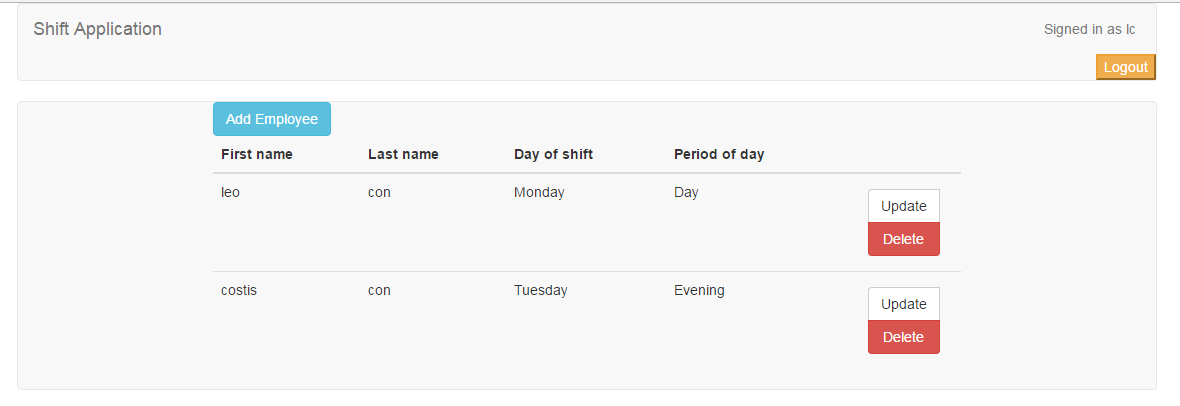 Shift Application
Signed in as lc
Logout
Add Employee
First name Last name Day of shift Period of day
leo con Monday Day
Update
Delete
costis con Tuesday Evening
Update
Delete